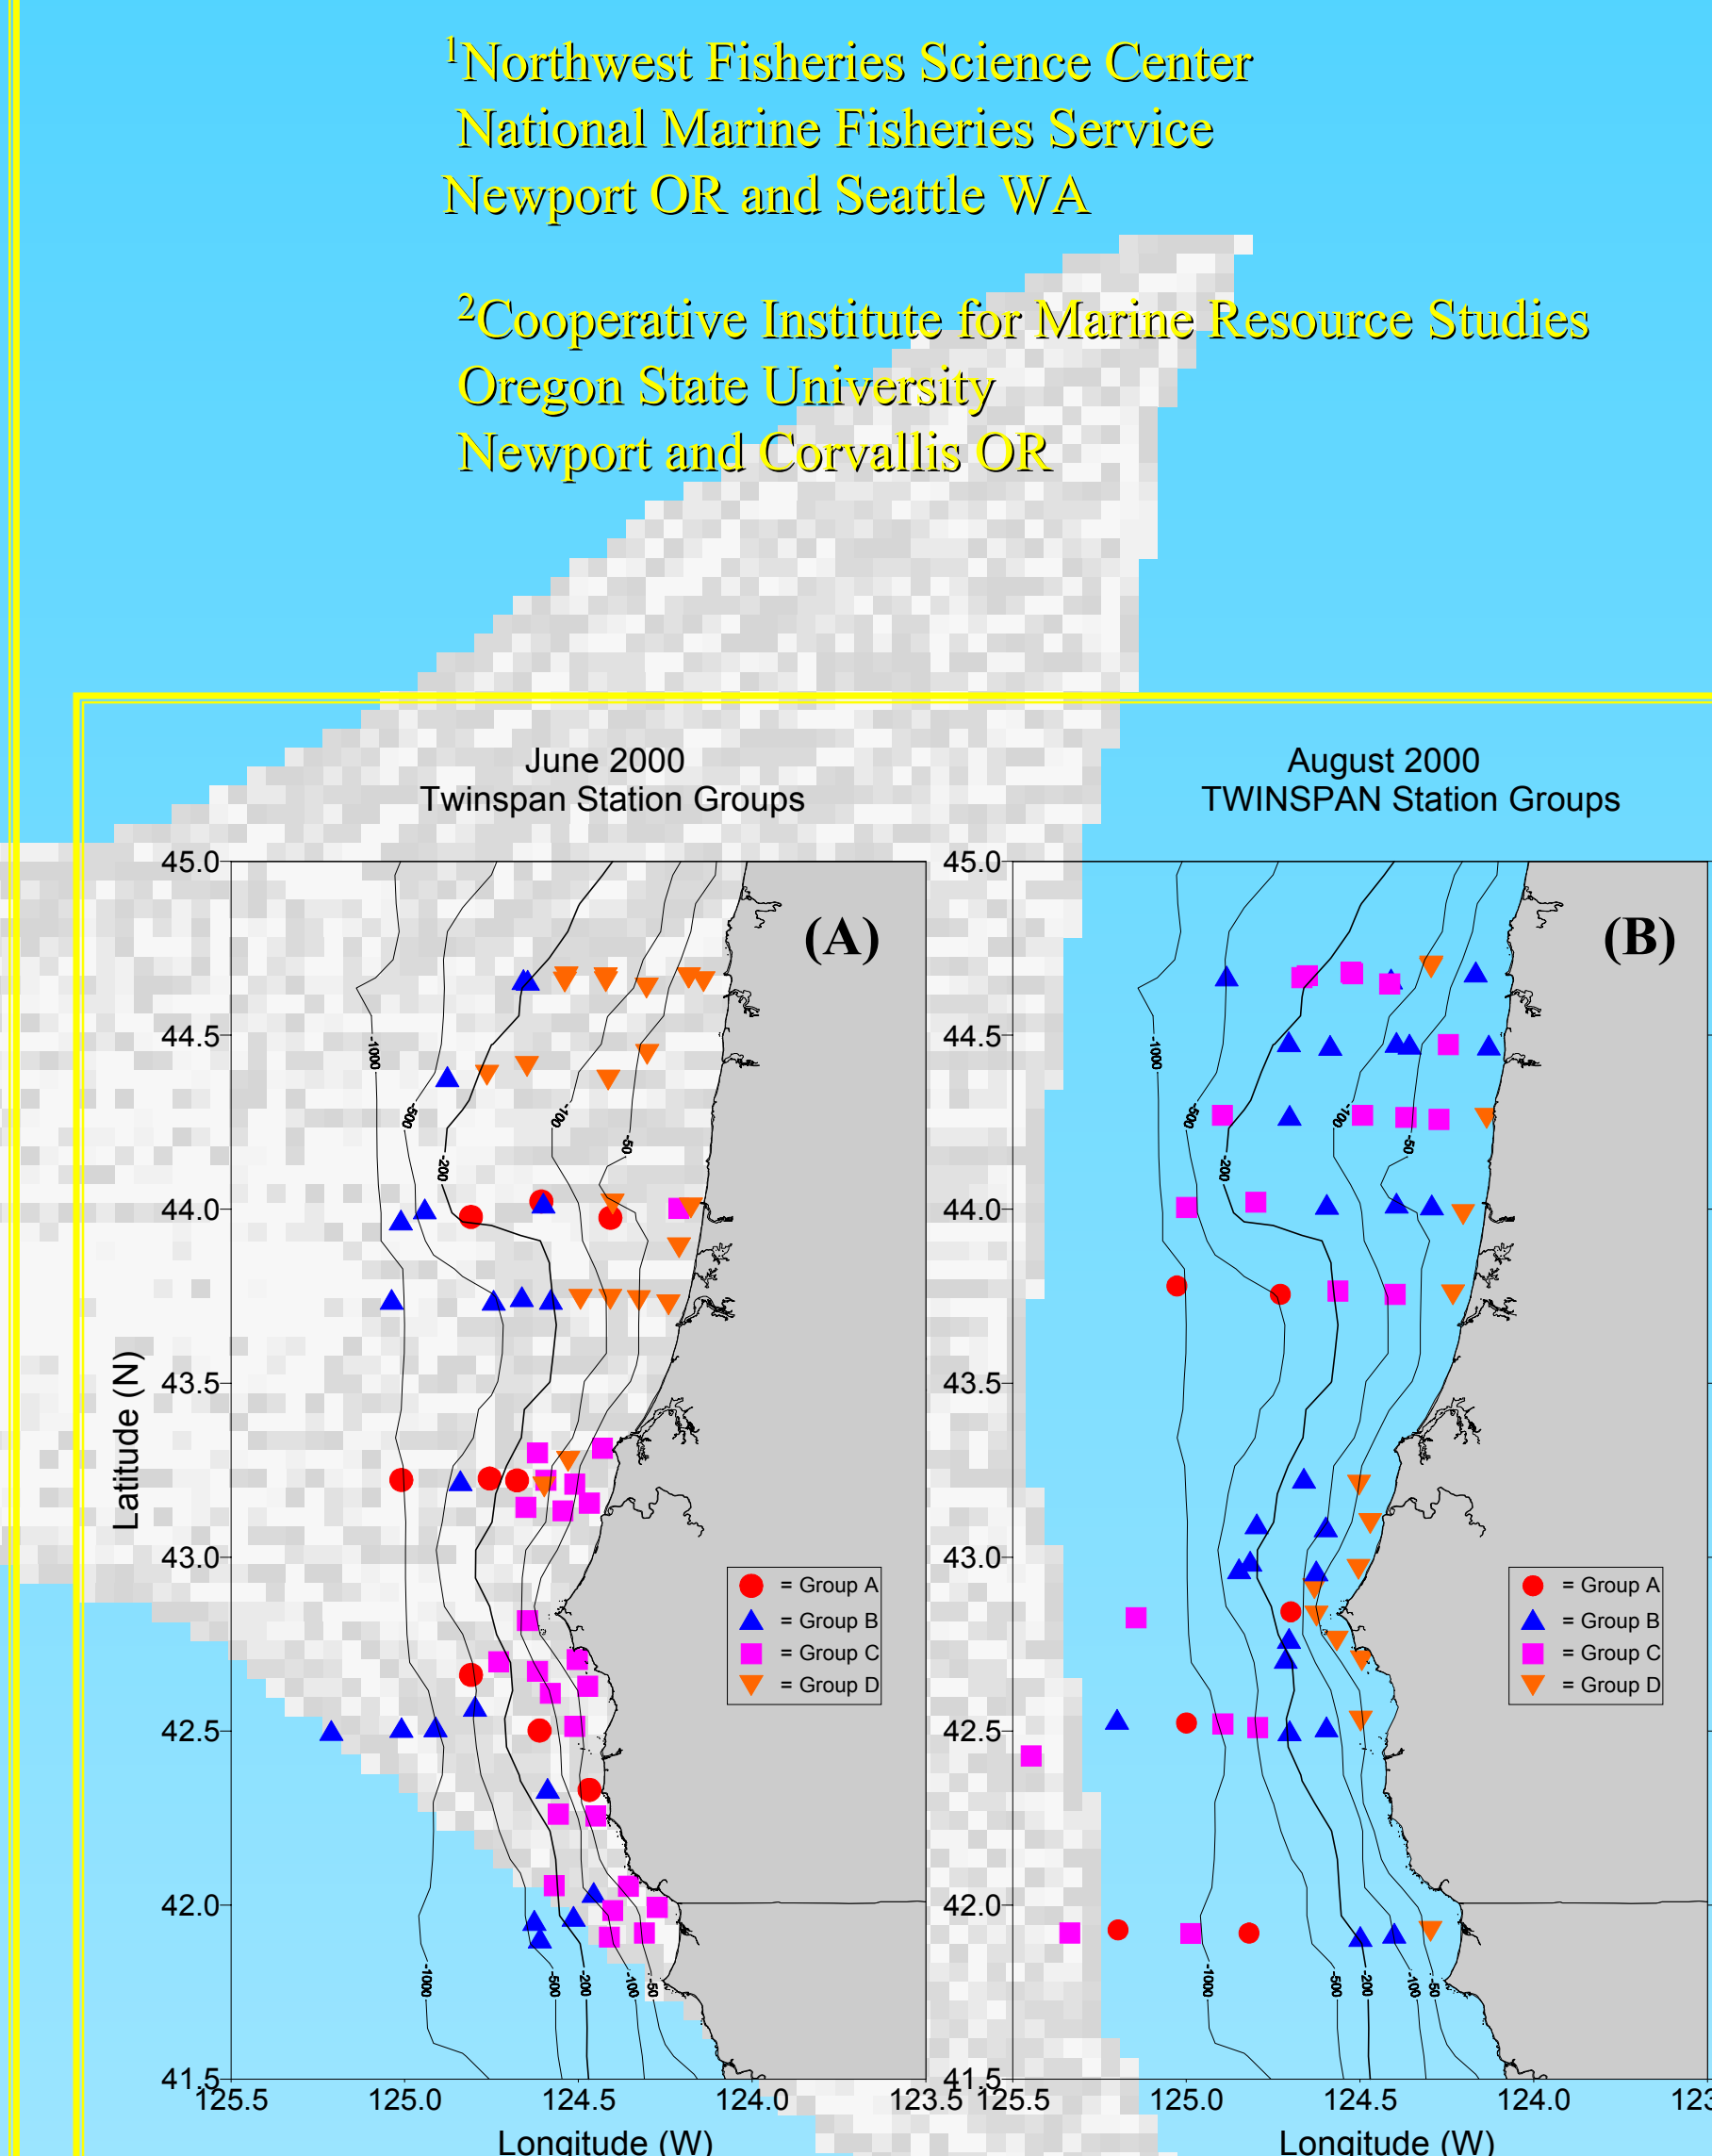 ¹Northwest Fisheries Science Center
National Marine Fisheries Service
Newport OR and Seattle WA
²Cooperative Institute for Marine Resource Studies
Oregon State University
Newport and Corvallis OR
June 2000
Twinspan Station Groups
45.0
44.5
44.0
43.5
43.0
42.5
42.0
41.5
Latitude (N)
(A)
-1000
-500
-200
-100
-50
= Group A
= Group B
= Group C
= Group D
-1000
-500
-200
-100
-50
125.5
125.0
124.5
124.0
123.5
Longitude (W)
August 2000
TWINSPAN Station Groups
45.0
44.5
44.0
43.5
43.0
42.5
42.0
41.5
(B)
-1000
-500
-200
-100
-50
= Group A
= Group B
= Group C
= Group D
-1000
-500
-200
-100
-50
125.5
125.0
124.5
124.0
Longitude (W)